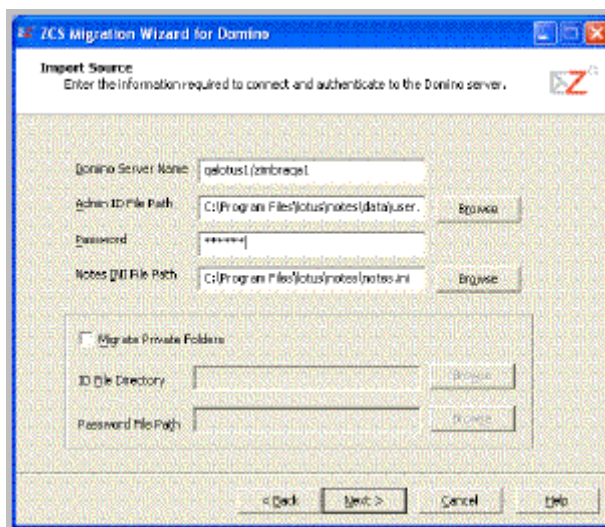 ZCS Migration Wizard for Domino
Import Source
Enter the information required to connect and authenticate to the Domino server.
Z
Domino Server Name qalotus1/zimbraqa1
Admin ID File Path C:\Program Files\lotus\notes\data\user. Browse
Password ******
Notes INI File Path C:\Program Files\lotus\notes\notes.ini Browse
Migrate Private Folders
ID File Directory Browse
Password File Path Browse
< Back Next > Cancel Help